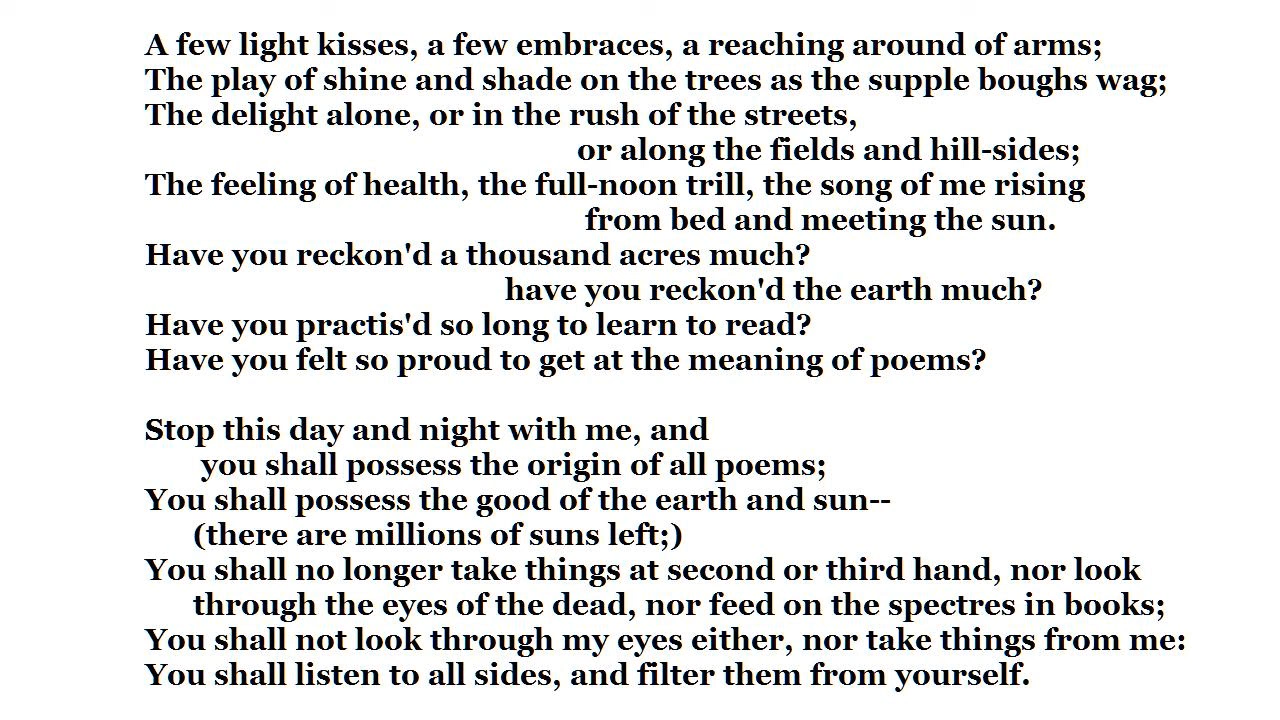 A few light kisses, a few embraces, a reaching around of arms;
The play of shine and shade on the trees as the supple boughs wag;
The delight alone, or in the rush of the streets,
or along the fields and hill-sides;
The feeling of health, the full-noon trill, the song of me rising
from bed and meeting the sun.
Have you reckon'd a thousand acres much?
have you reckon'd the earth much?
Have you practis'd so long to learn to read?
Have you felt so proud to get at the meaning of poems?

Stop this day and night with me, and
you shall possess the origin of all poems;
You shall possess the good of the earth and sun--
(there are millions of suns left;)
You shall no longer take things at second or third hand, nor look
through the eyes of the dead, nor feed on the spectres in books;
You shall not look through my eyes either, nor take things from me:
You shall listen to all sides, and filter them from yourself.